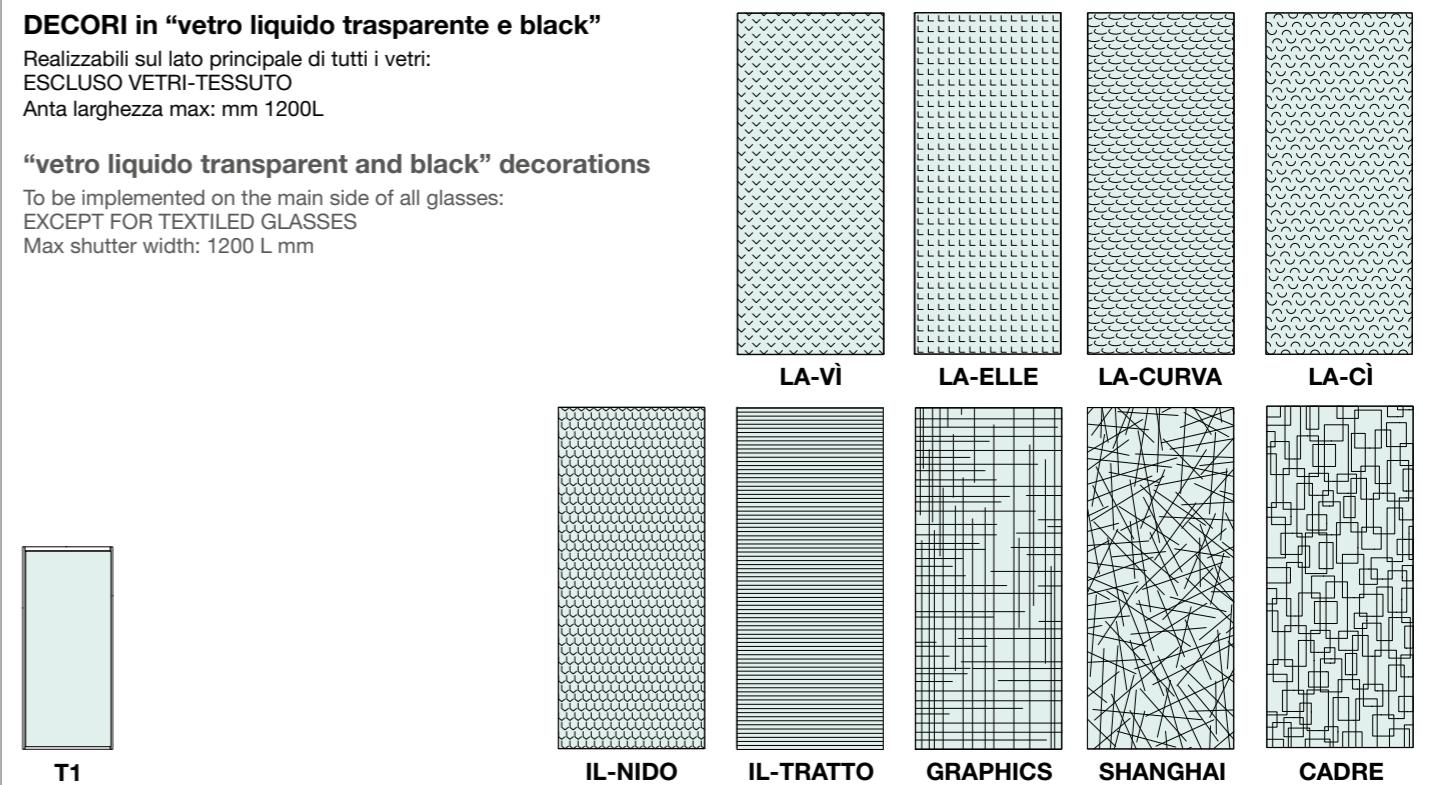 DECORI in “vetro liquido trasparente e black”
Realizzabili sul lato principale di tutti i vetri:
ESCLUSO VETRI-TESSUTO
Anta larghezza max: mm 1200L
“vetro liquido transparent and black” decorations
To be implemented on the main side of all glasses:
EXCEPT FOR TEXTILED GLASSES
Max shutter width: 1200 L mm
LA-VÌ
LA-ELLE
LA-CURVA
LA-CÌ
T1
IL-NIDO
IL-TRATTO
GRAPHICS
SHANGHAI
CADRE